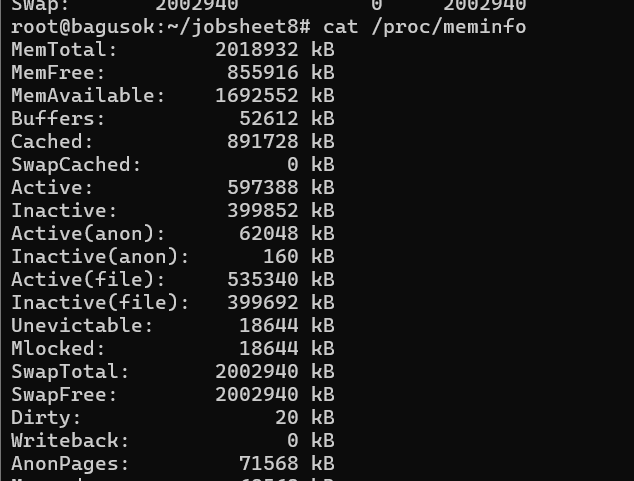 Swap: 2002940 0 2002940
root@bagusok:~/jobsheet8# cat /proc/meminfo
MemTotal: 2018932 kB
MemFree: 855916 kB
MemAvailable: 1692552 kB
Buffers: 52612 kB
Cached: 891728 kB
SwapCached: 0 kB
Active: 597388 kB
Inactive: 399852 kB
Active(anon): 62048 kB
Inactive(anon): 160 kB
Active(file): 535340 kB
Inactive(file): 399692 kB
Unevictable: 18644 kB
Mlocked: 18644 kB
SwapTotal: 2002940 kB
SwapFree: 2002940 kB
Dirty: 20 kB
Writeback: 0 kB
AnonPages: 71568 kB